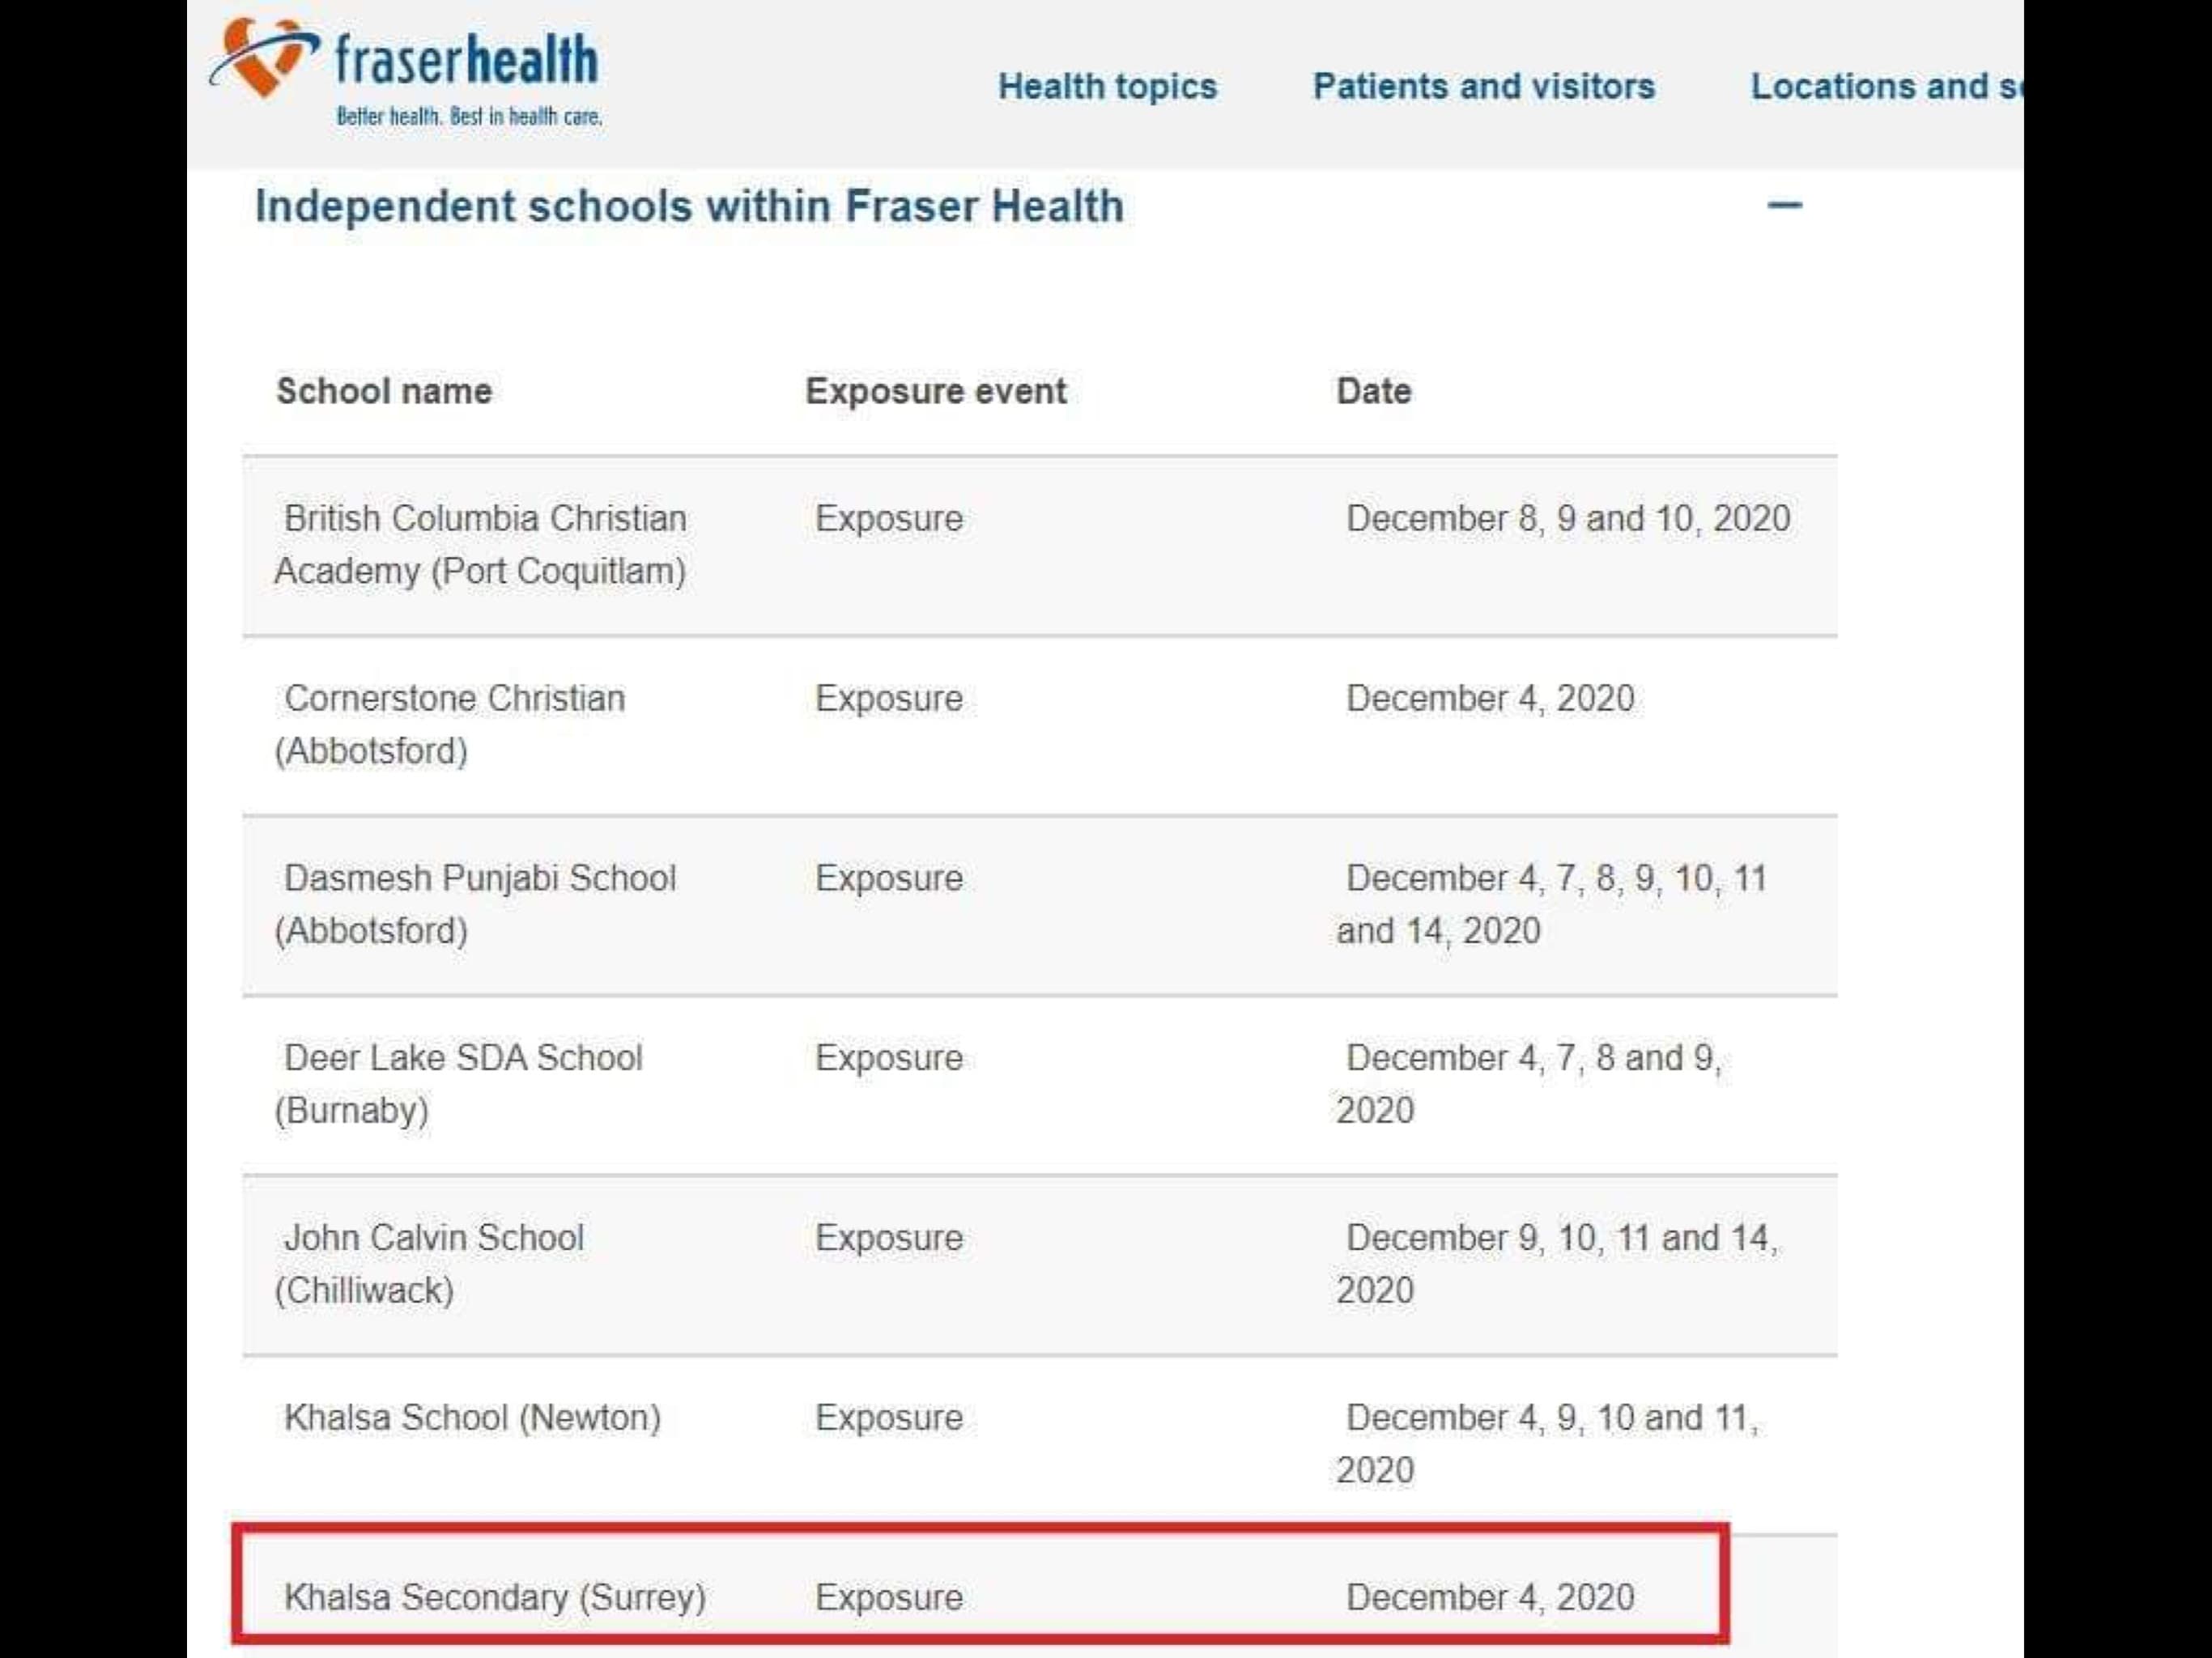 fraserhealth
Better health. Best in health care.
Health topics Patients and visitors Locations and
Independent schools within Fraser Health
School name Exposure event Date
British Columbia Christian Exposure December 8, 9 and 10, 2020
Academy (Port Coquitlam)
Cornerstone Christian Exposure December 4, 2020
(Abbotsford)
Dasmesh Punjabi School Exposure December 4, 7, 8, 9, 10, 11
(Abbotsford) and 14, 2020
Deer Lake SDA School Exposure December 4, 7, 8 and 9,
(Burnaby) 2020
John Calvin School Exposure December 9, 10, 11 and 14,
(Chilliwack) 2020
Khalsa School (Newton) Exposure December 4, 9, 10 and 11,
2020
Khalsa Secondary (Surrey) Exposure December 4, 2020